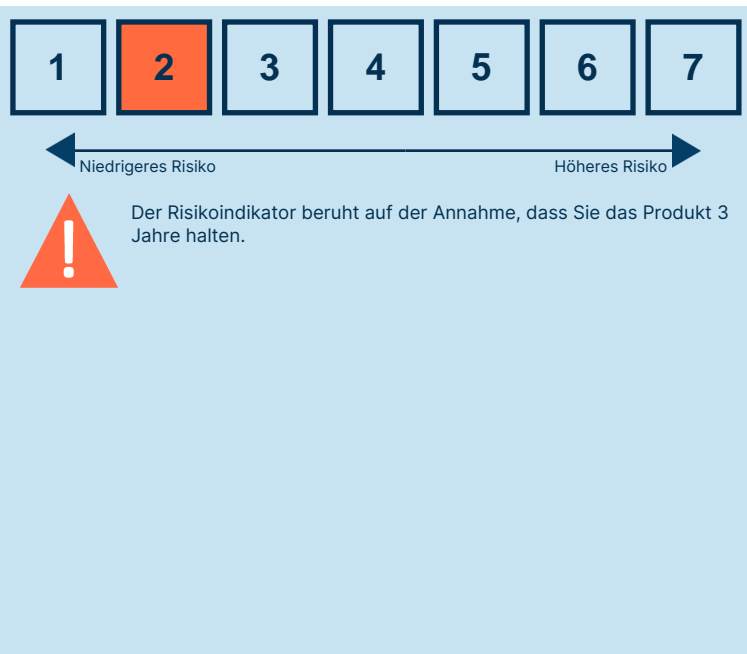 1 2 3 4 5 6 7
Niedrigeres Risiko Höheres Risiko
!
Der Risikoindikator beruht auf der Annahme, dass Sie das Produkt 3
Jahre halten.